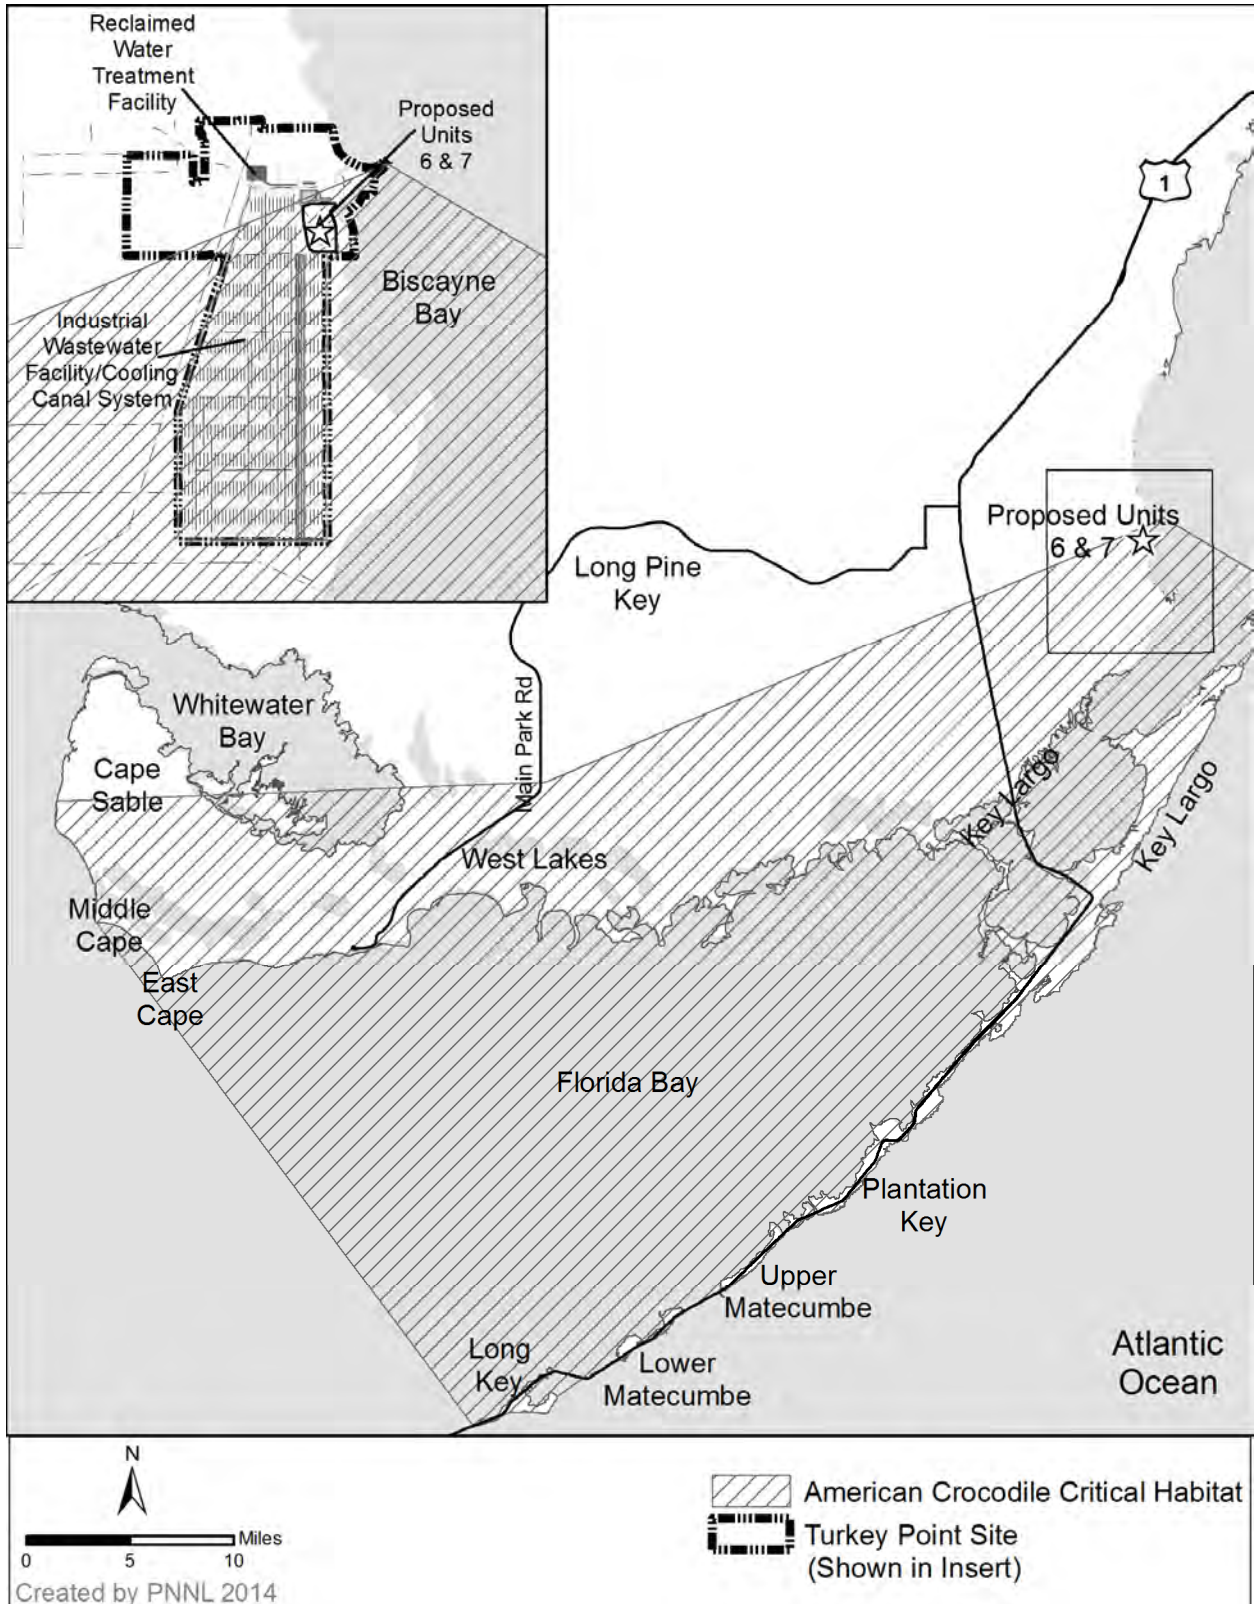 Reclaimed
Water
Treatment
Facility
Proposed
Units
6 & 7
Biscayne
Bay
Industrial
Wastewater
Facility/Cooling
Canal System
1
Proposed Units
6 & 7
Long Pine
Key
Main Park Rd
Whitewater
Bay
Cape
Sable
Key Largo
Key Largo
West Lakes
Middle
Cape
East
Cape
Florida Bay
Plantation
Key
Upper
Matecumbe
Long
Key
Lower
Matecumbe
Atlantic
Ocean
N
Miles
0 5 10
Created by PNNL 2014
American Crocodile Critical Habitat
Turkey Point Site
(Shown in Insert)